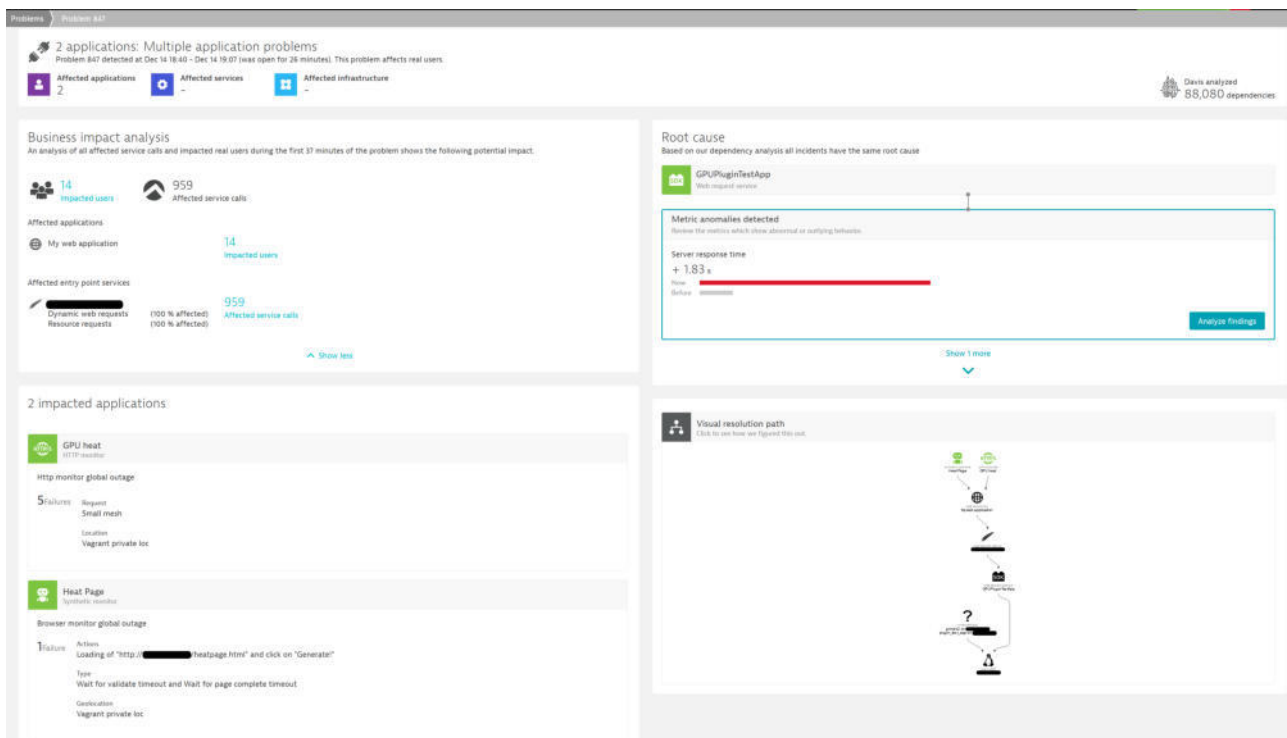 Problems
Problem 847
2 applications: Multiple application problems
Problem 847 detected at Dec 14 18:40 - Dec 14 19:07 (was open for 26 minutes). This problem affects real users.
Affected applications
2
Affected services
-
Affected infrastructure
-
Davis analyzed
88,080 dependencies
Business impact analysis
An analysis of all affected service calls and impacted real users during the first 37 minutes of the problem shows the following potential impact.
14
Impacted users
959
Affected service calls
Affected applications
My web application
14
Impacted users
Affected entry point services
Dynamic web requests (100 % affected)
Resource requests (100 % affected)
959
Affected service calls
Show less
2 impacted applications
GPU heat
HTTP monitor
Http monitor global outage
5 Failures
Request
Small mesh
Location
Vagrant private loc
Heat Page
Synthetic monitor
Browser monitor global outage
1 Failure
Actions
Loading of "http:// /heatpage.html" and click on "Generate!"
Type
Wait for validate timeout and Wait for page complete timeout
Geolocation
Vagrant private loc
Root cause
Based on our dependency analysis all incidents have the same root cause
GPUPluginTestApp
Web request service
Metric anomalies detected
Review the metrics which show abnormal or outlying behavior.
Server response time
+ 1.83 s
Now
Before
Analyze findings
Show 1 more
Visual resolution path
Click to see how we figured this out.
Heat Page
GPU heat